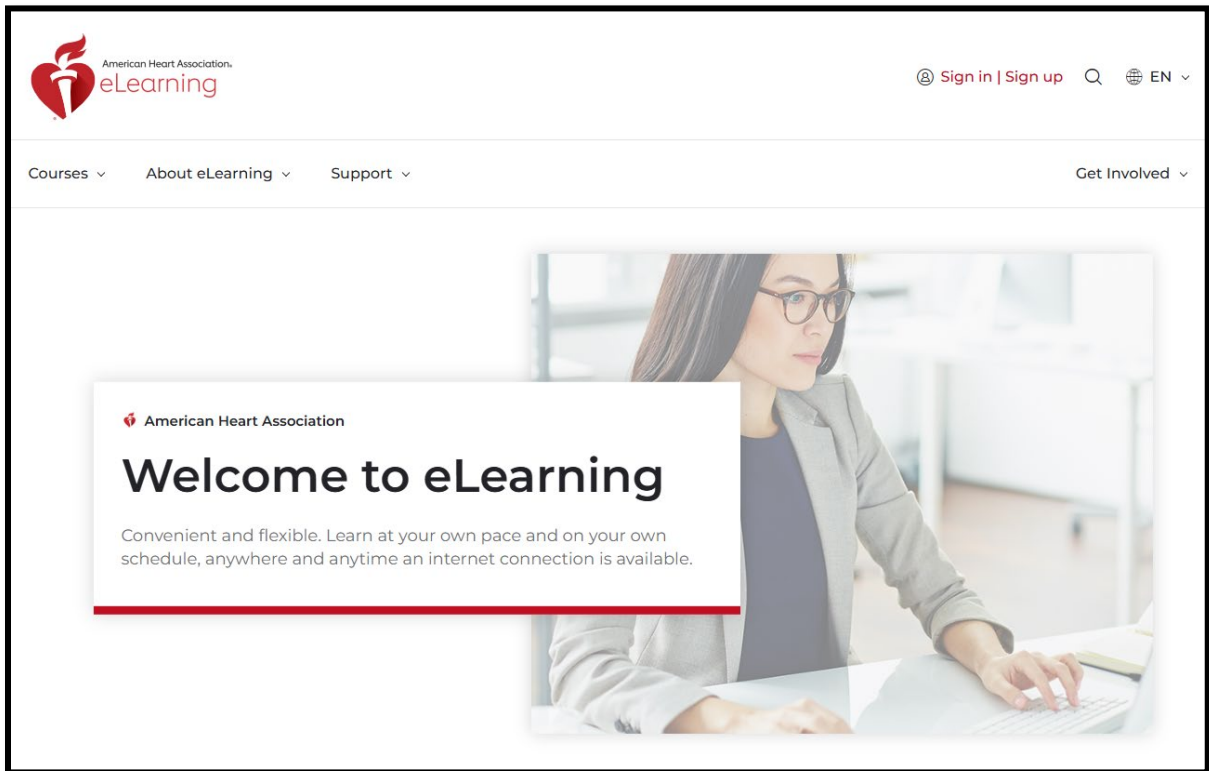 American Heart Association.
eLearning
Sign in | Sign up
EN
Courses
About eLearning
Support
Get Involved
American Heart Association
Welcome to eLearning
Convenient and flexible. Learn at your own pace and on your own
schedule, anywhere and anytime an internet connection is available.